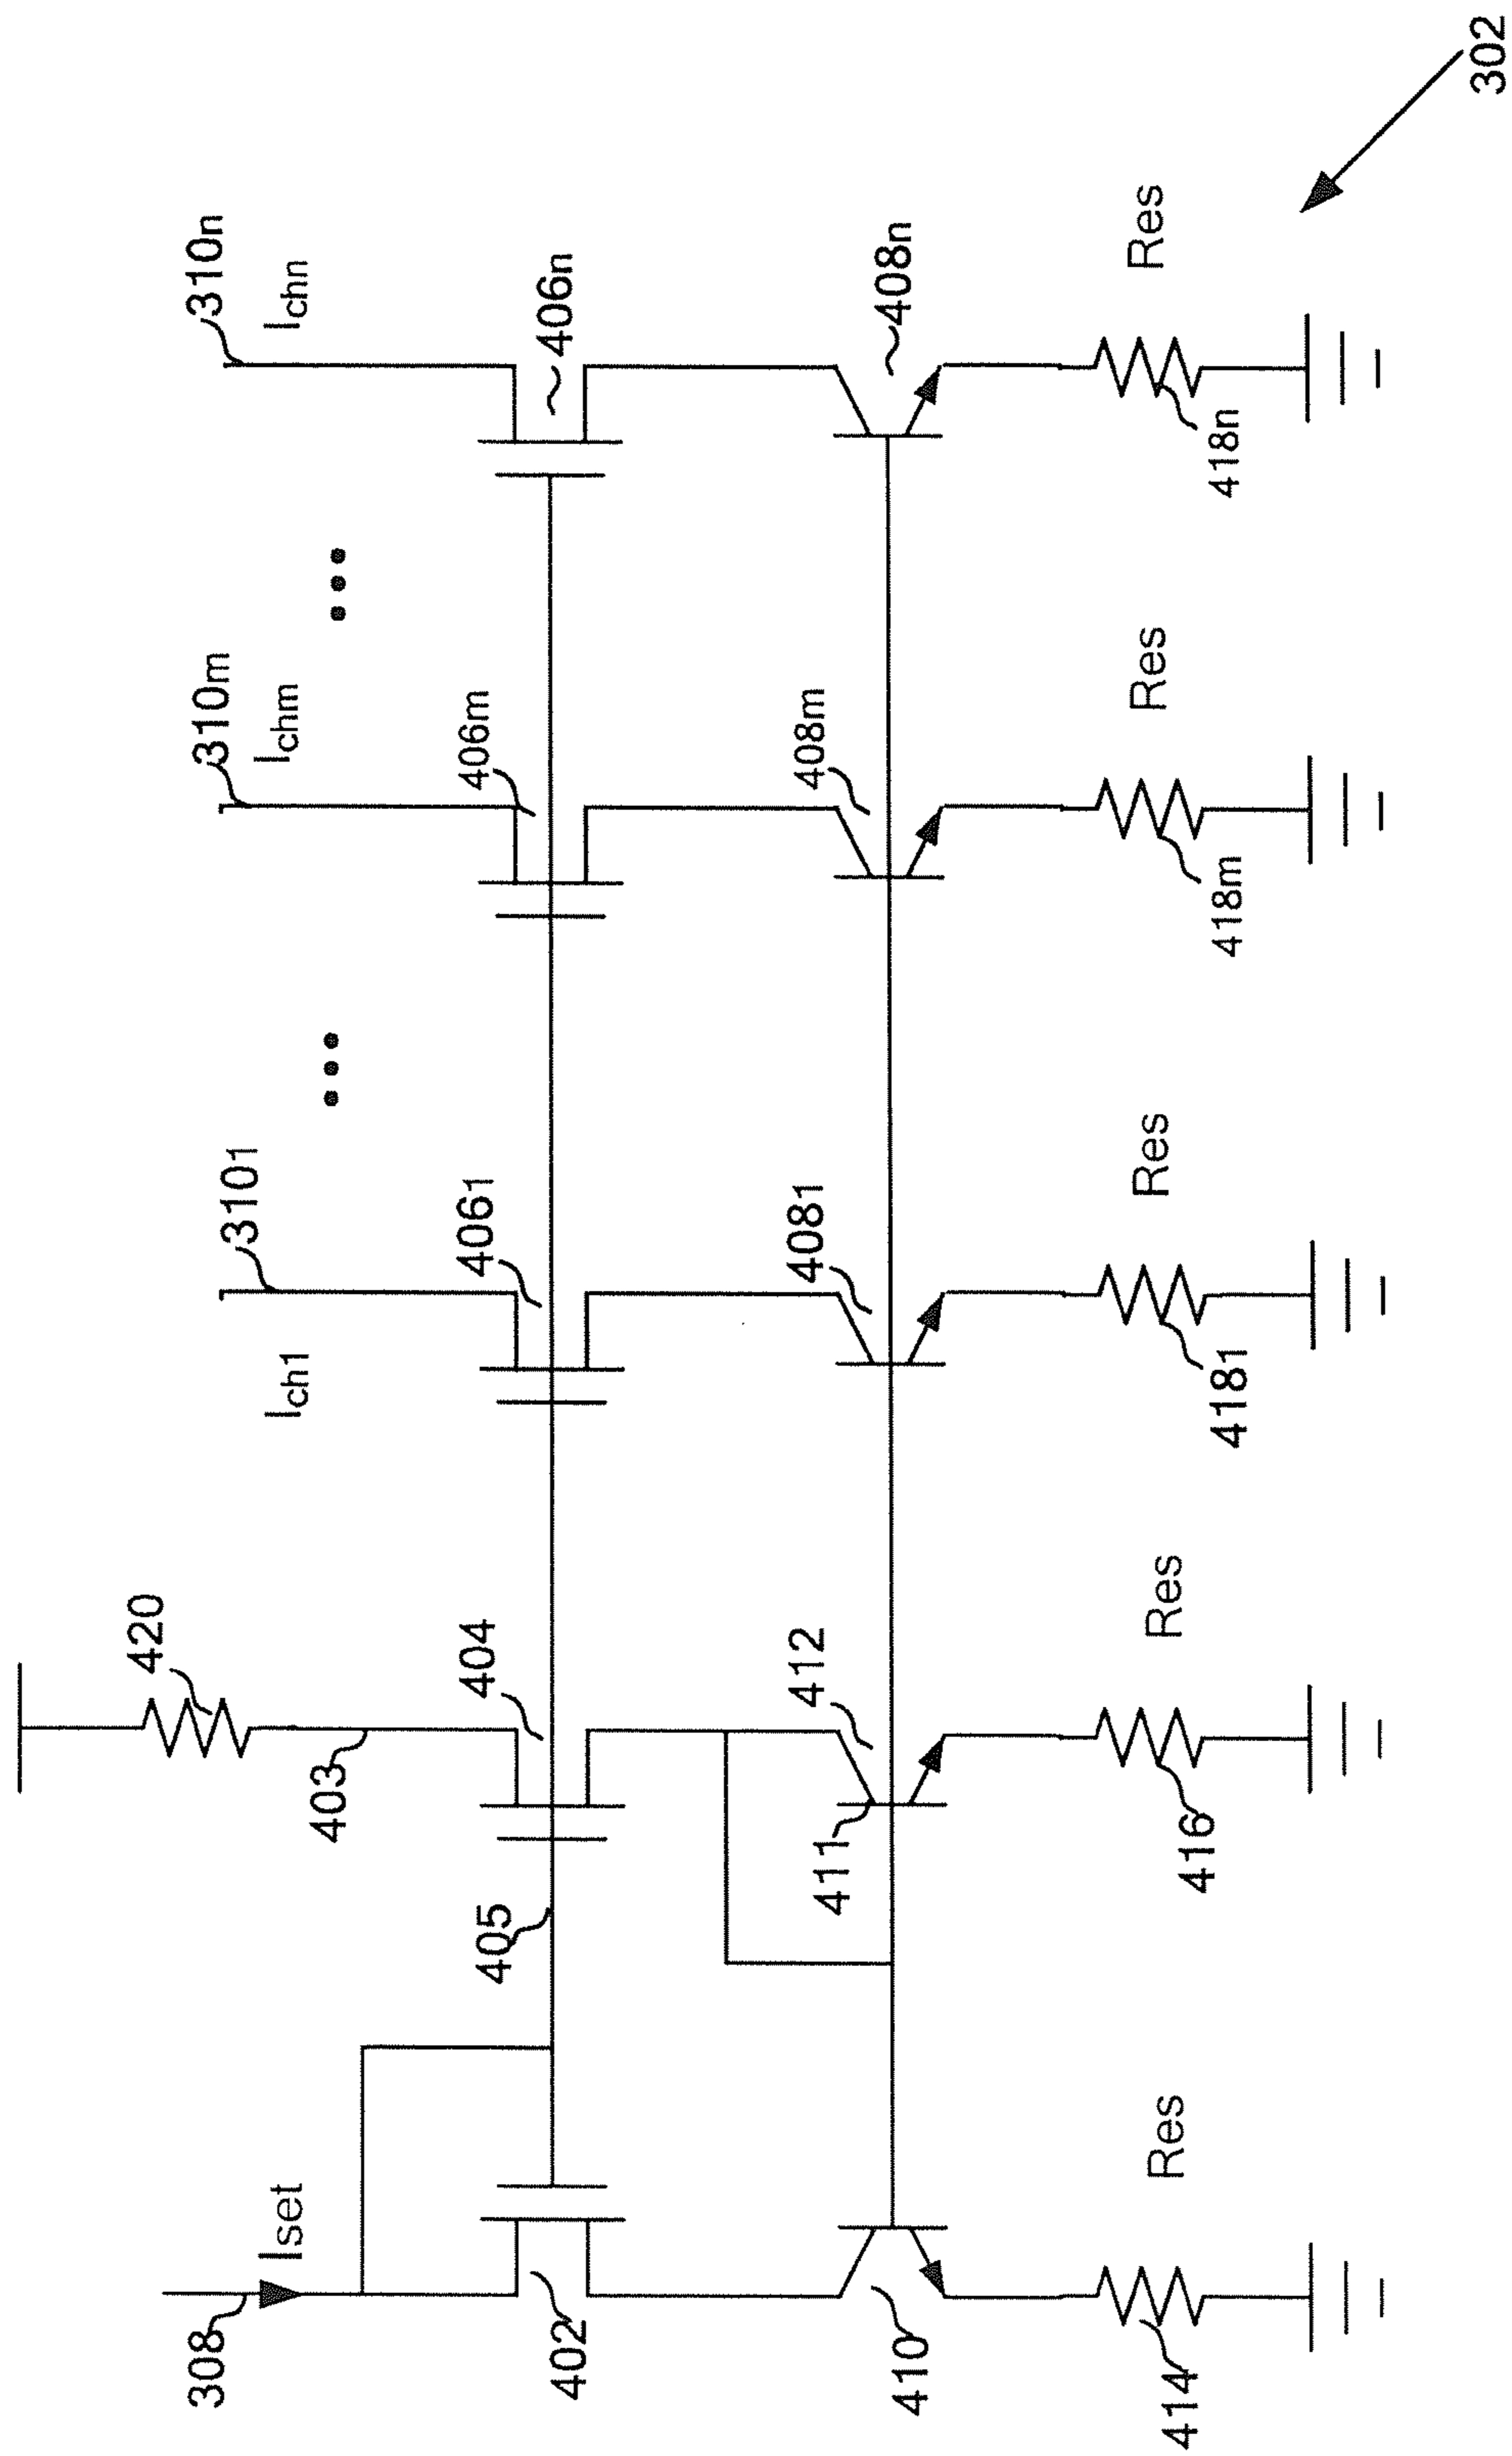 308
Iset
402
405
403
420
404
Ich1
3101
4061
310m
Ichm
406m
310n
Ichn
406n
410
411
412
4081
408m
408n
414
Res
416
Res
4181
Res
418m
Res
418n
Res
302